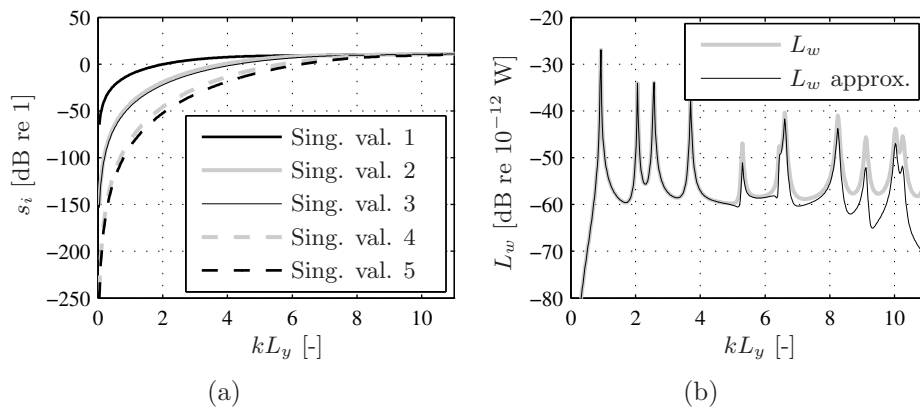 50
0
−50
−100
−150
−200
−250
s_i [dB re 1]
Sing. val. 1
Sing. val. 2
Sing. val. 3
Sing. val. 4
Sing. val. 5
0 2 4 6 8 10
kL_y [-]
(a)
−20
−30
−40
−50
−60
−70
−80
L_w [dB re 10^{−12} W]
L_w
L_w approx.
0 2 4 6 8 10
kL_y [-]
(b)